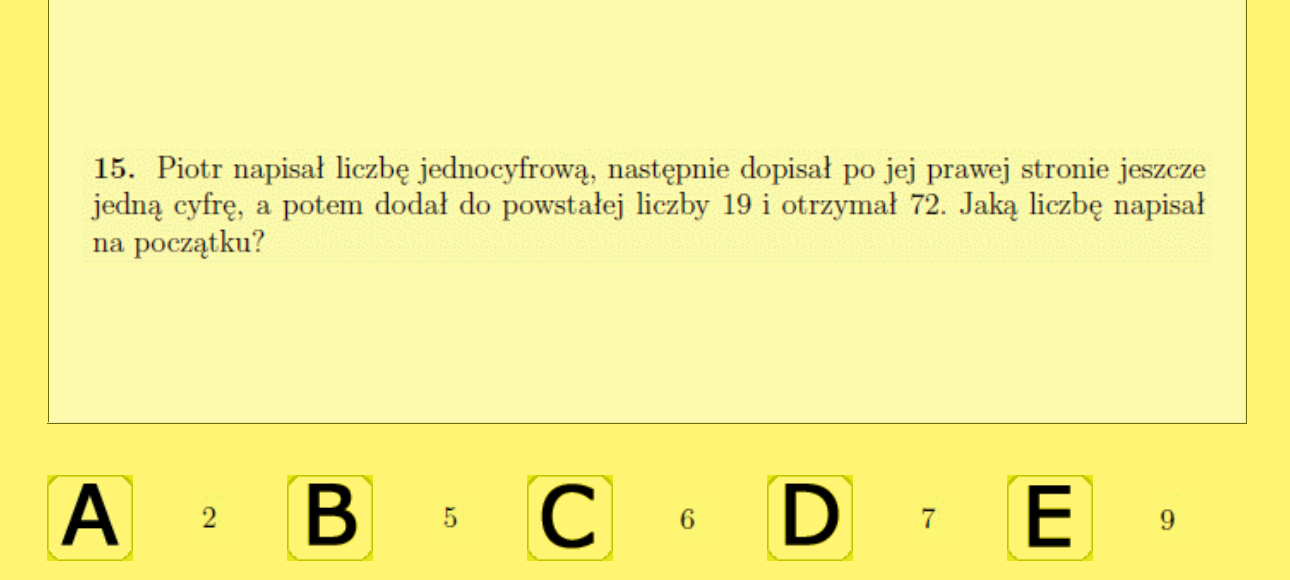 15. Piotr napisał liczbę jednocyfrową, następnie dopisał po jej prawej stronie jeszcze
jedną cyfrę, a potem dodał do powstałej liczby 19 i otrzymał 72. Jaką liczbę napisał
na początku?
A 2 B 5 C 6 D 7 E 9